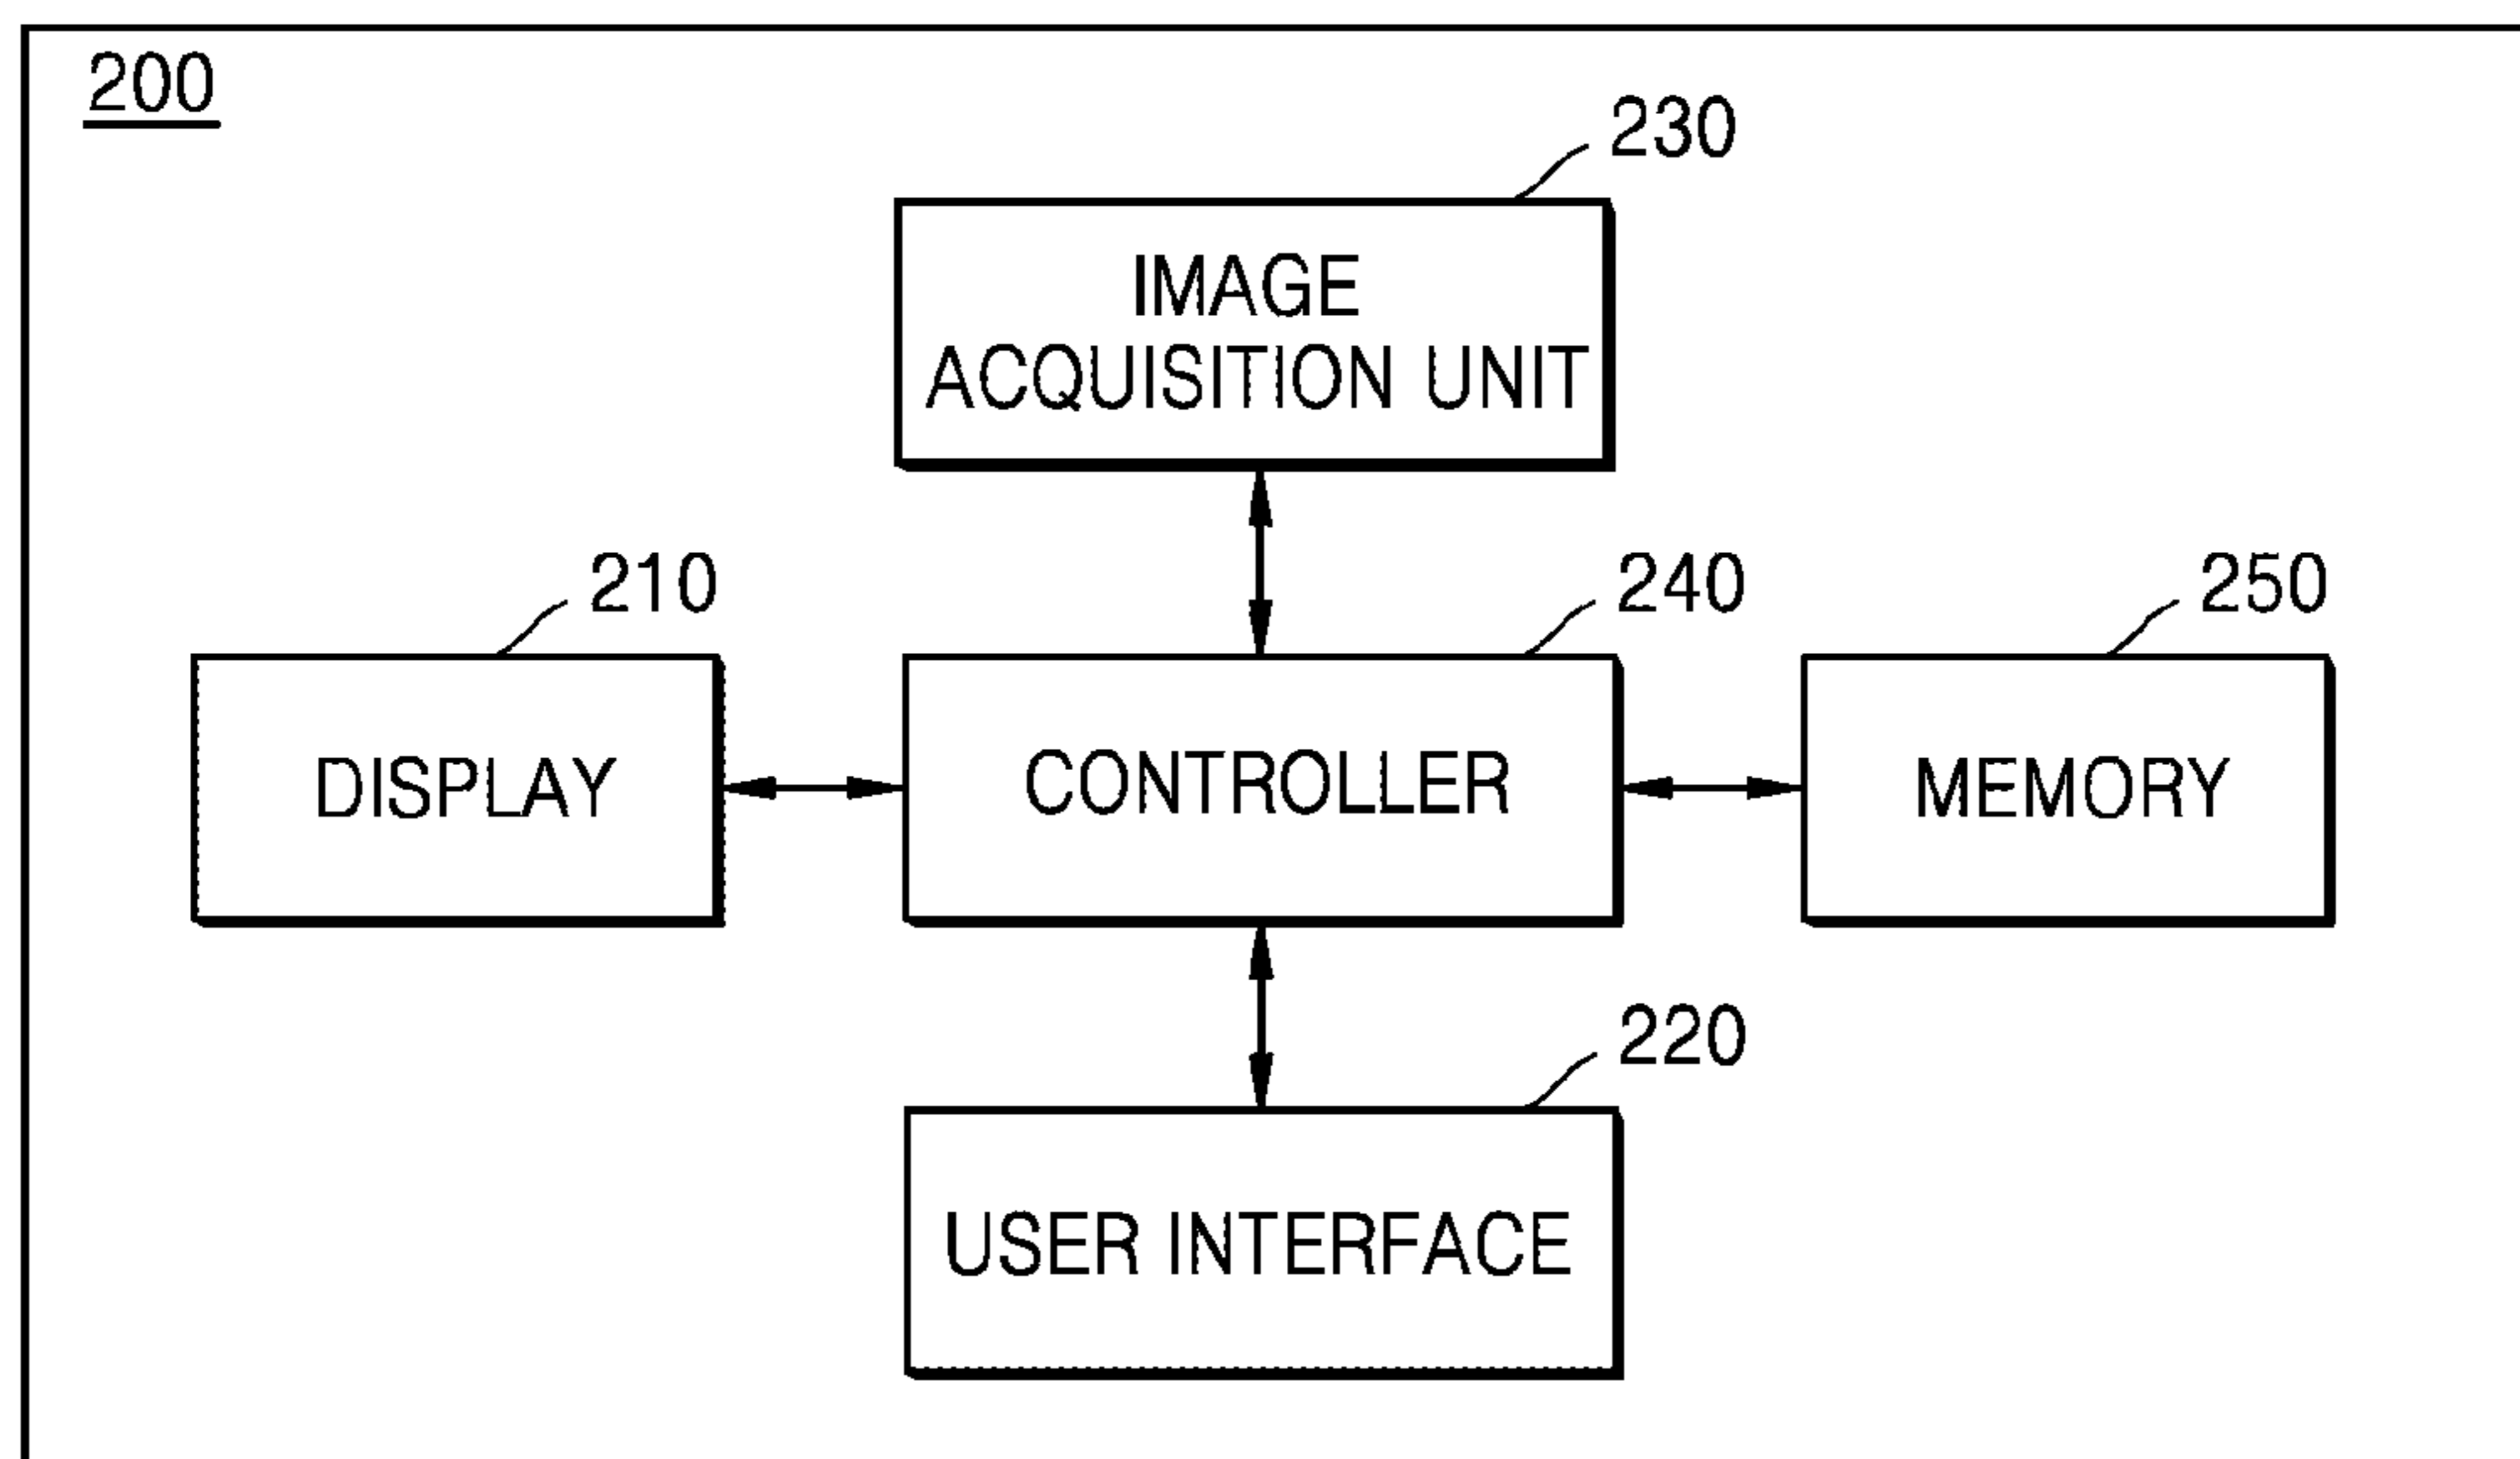 200
230
IMAGE
ACQUISITION UNIT
210
240
250
DISPLAY
CONTROLLER
MEMORY
220
USER INTERFACE